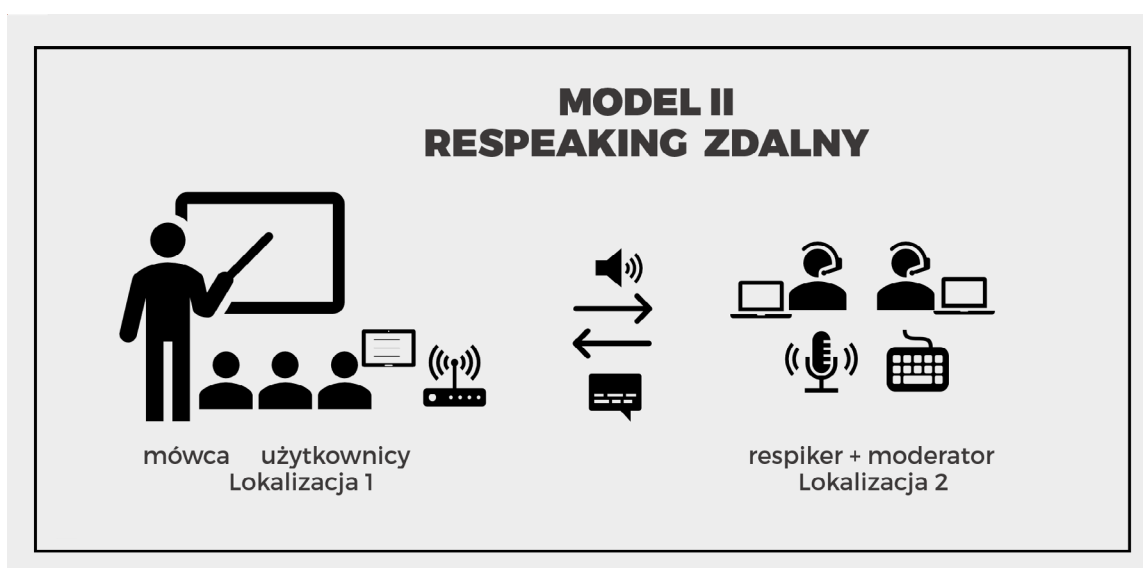 MODEL II
RESPEAKING ZDALNY
mówca użytkownicy
Lokalizacja 1
respiker + moderator
Lokalizacja 2